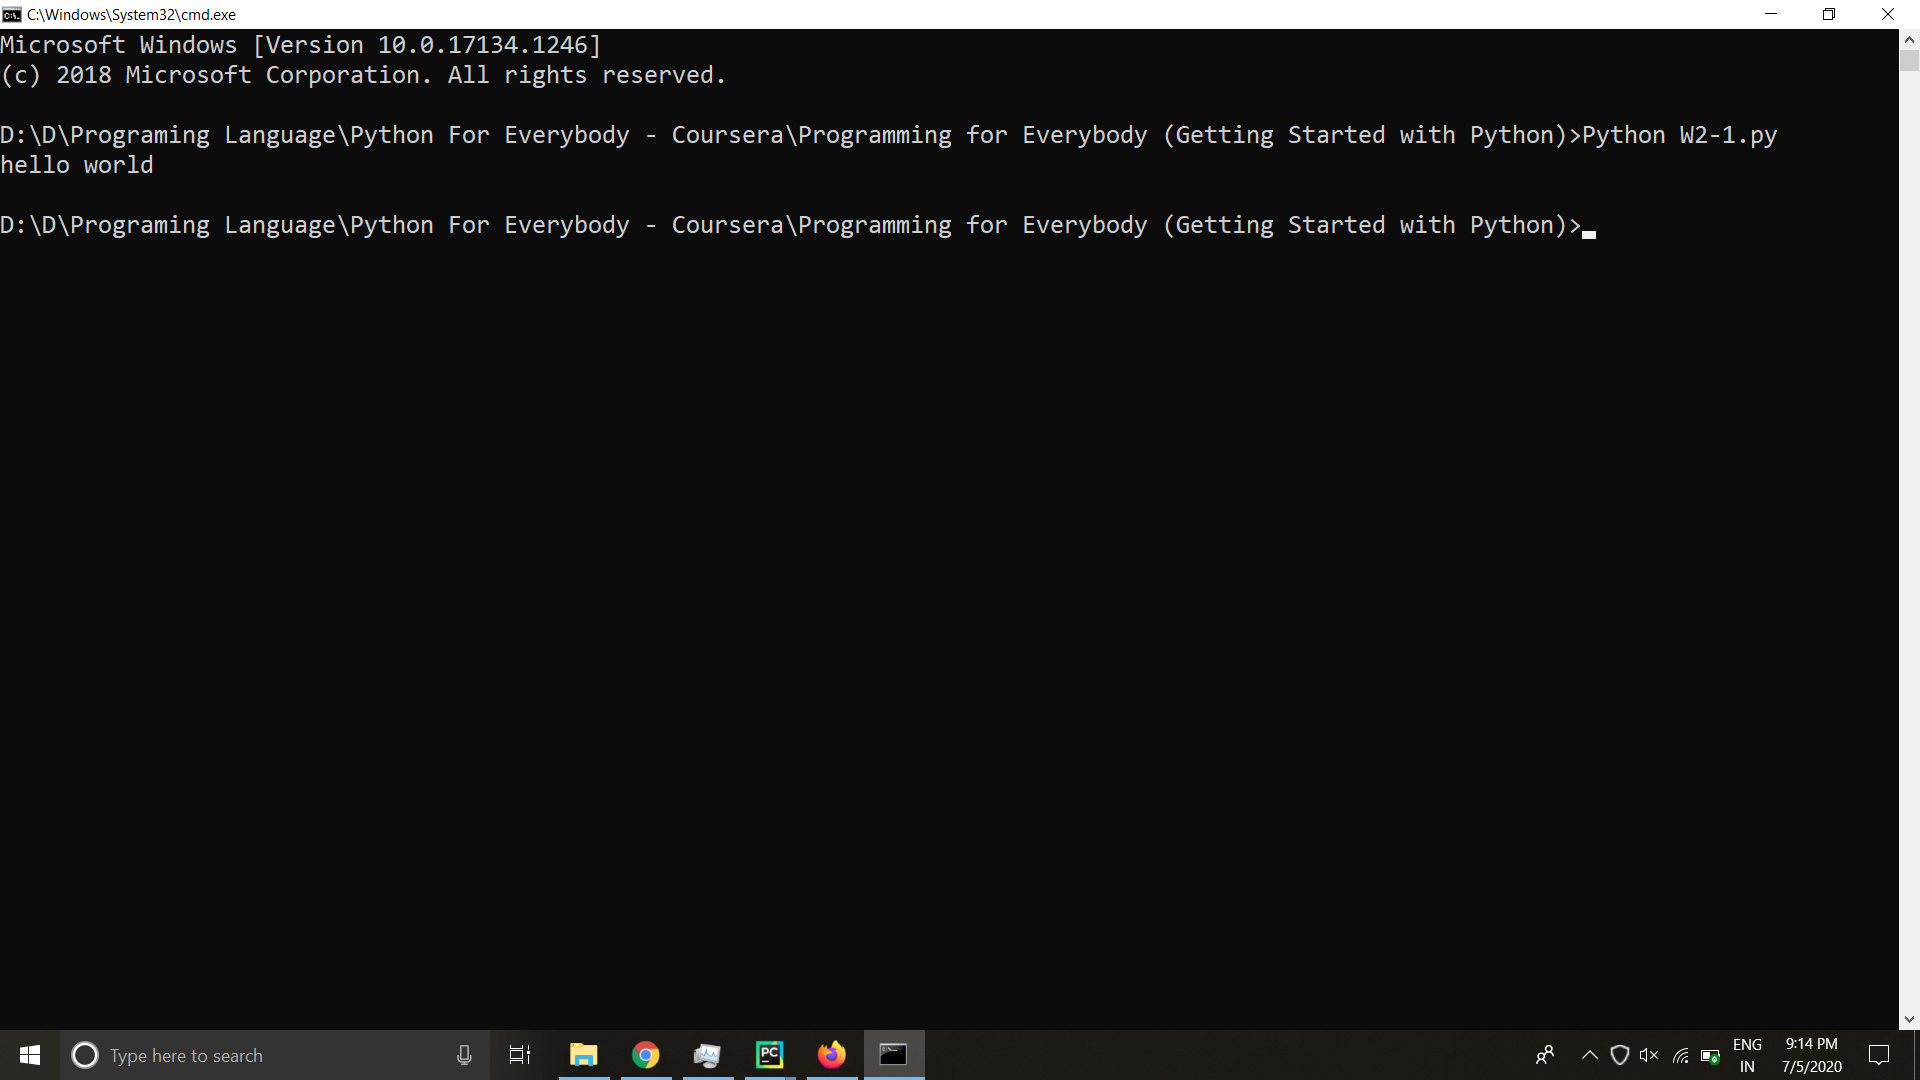 C:\Windows\System32\cmd.exe
Microsoft Windows [Version 10.0.17134.1246]
(c) 2018 Microsoft Corporation. All rights reserved.
D:\D\Programing Language\Python For Everybody - Coursera\Programming for Everybody (Getting Started with Python)>Python W2-1.py
hello world
D:\D\Programing Language\Python For Everybody - Coursera\Programming for Everybody (Getting Started with Python)>
Type here to search
PC
ENG
IN
9:14 PM
7/5/2020